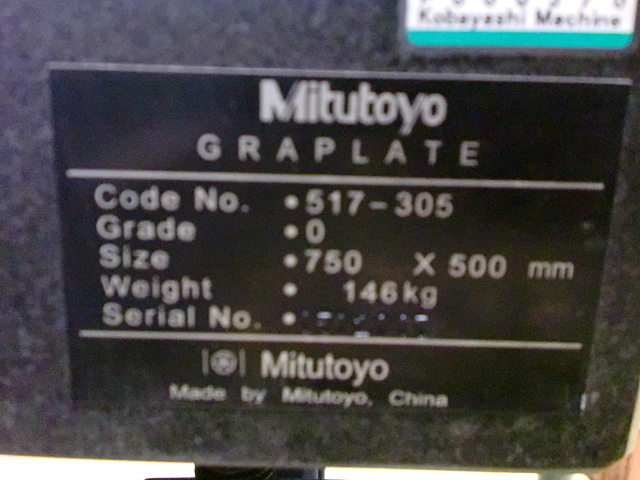 Kobayashi Machine
Mitutoyo
GRAPLATE
Code No. •517-305
Grade •0
Size •750 X 500 mm
Weight • 146kg
Serial No. •
Mitutoyo
Made by Mitutoyo, China